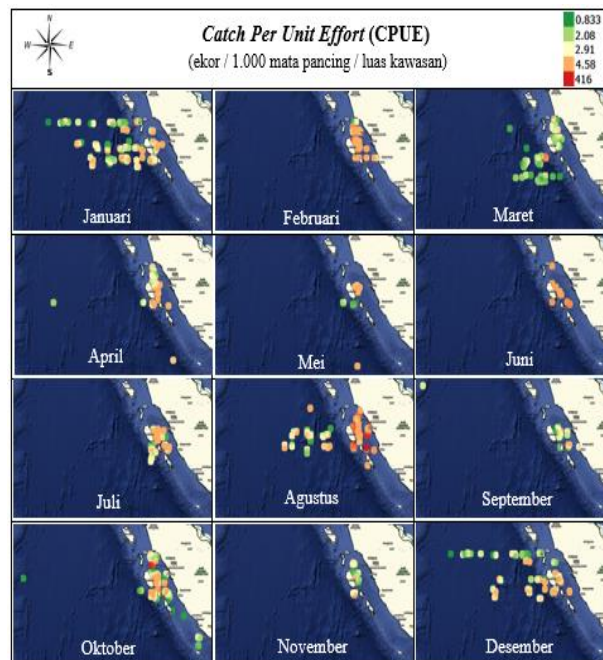 Catch Per Unit Effort (CPUE)
(ekor / 1.000 mata pancing / luas kawasan)
N
W
E
S
0.833
2.08
2.91
4.58
416
Januari
Februari
Maret
April
Mei
Juni
Juli
Agustus
September
Oktober
November
Desember